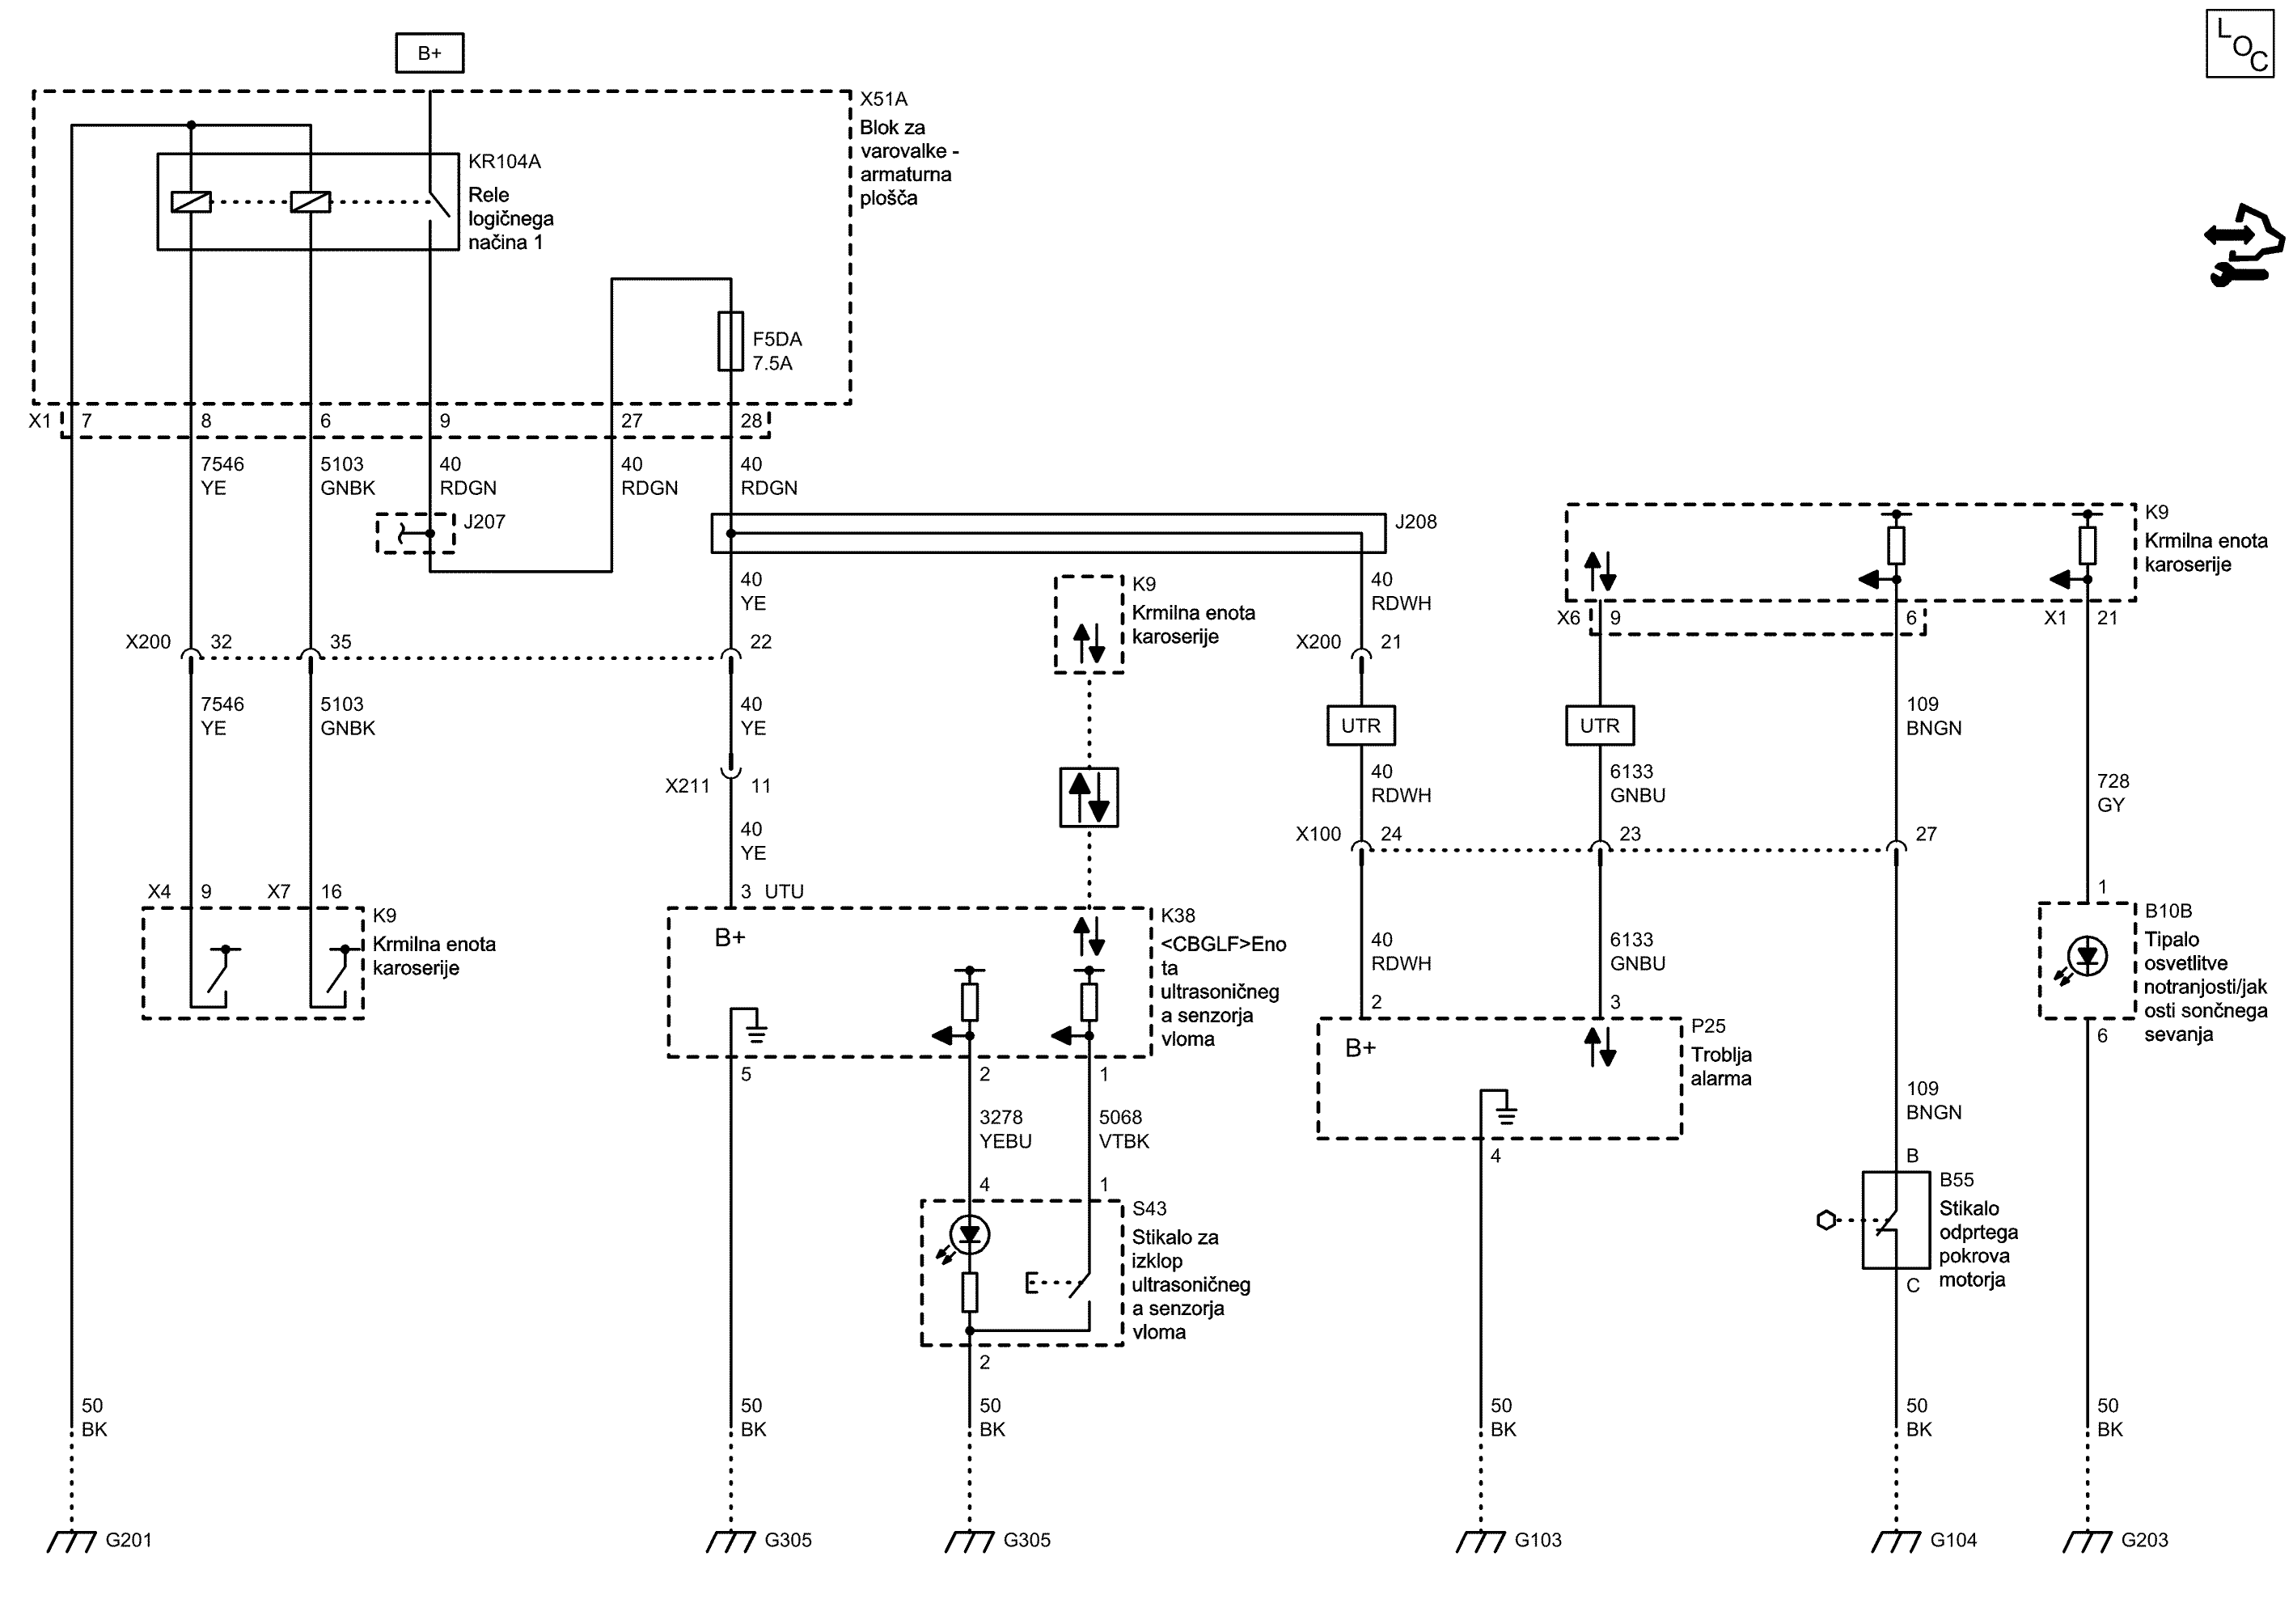 LOC
B+
X51A
Blok za
varovalke -
armaturna
plošča
KR104A
Rele
logičnega
načina 1
F5DA
7.5A
X1 7 8 6 9 27 28
7546
YE
5103
GNBK
40
RDGN
40
RDGN
40
RDGN
J207
J208
X200 32 35 22
40
YE
7546
YE
5103
GNBK
40
YE
X211 11
40
YE
X4 9 X7 16
K9
Krmilna enota
karoserije
K9
Krmilna enota
karoserije
3 UTU
K38
<CBGLF>Eno
ta
ultrasoničneg
a senzorja
vloma
B+
5 2 1
3278
YEBU
5068
VTBK
4 1
S43
Stikalo za
izklop
ultrasoničneg
a senzorja
vloma
2
40
RDWH
X200 21
UTR
40
RDWH
X100 24 23 27
40
RDWH
K9
Krmilna enota
karoserije
X6 9 6 X1 21
UTR
6133
GNBU
6133
GNBU
109
BNGN
728
GY
2 3
P25
Troblja
alarma
B+
4
109
BNGN
B
B55
Stikalo
odprtega
pokrova
motorja
C
1
B10B
Tipalo
osvetlitve
notranjosti/jak
osti sončnega
sevanja
6
50
BK
50
BK
50
BK
50
BK
50
BK
50
BK
G201
G305
G305
G103
G104
G203